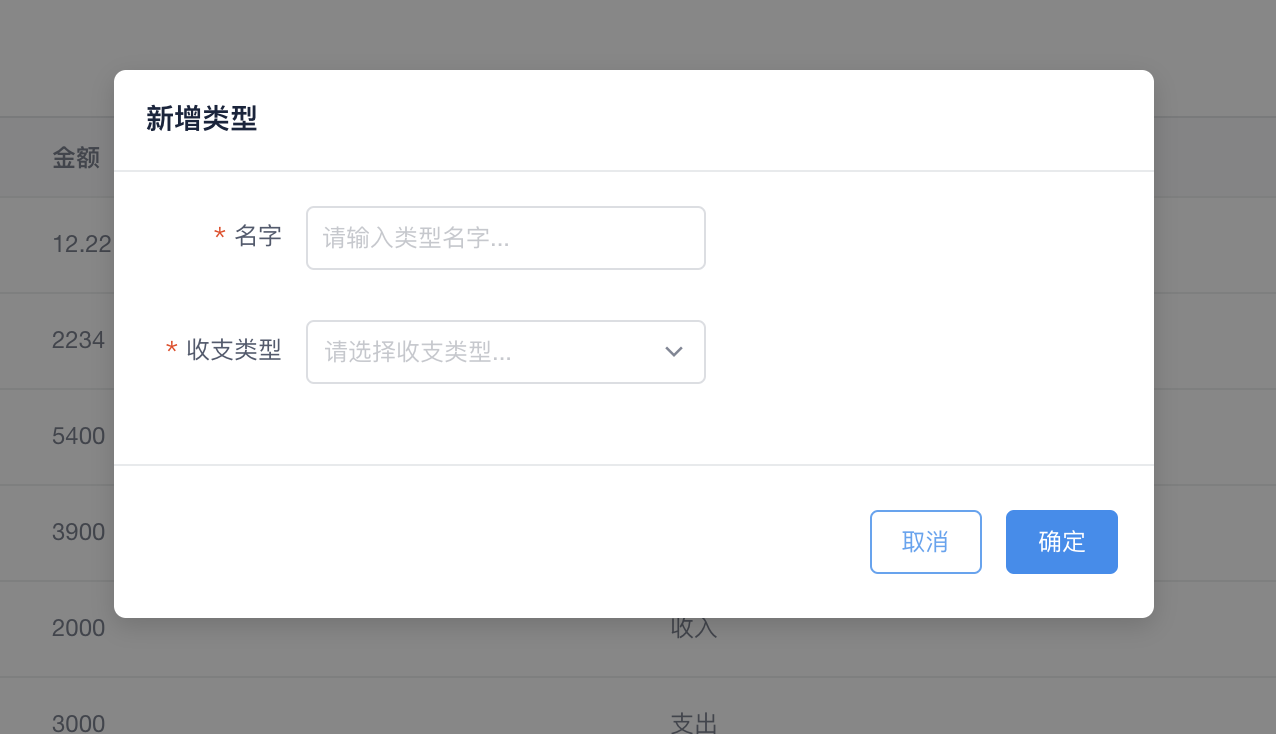 新增类型
金额
12.22
* 名字
请输入类型名字...
2234
* 收支类型
请选择收支类型...
5400
3900
取消
确定
2000
收入
3000
支出